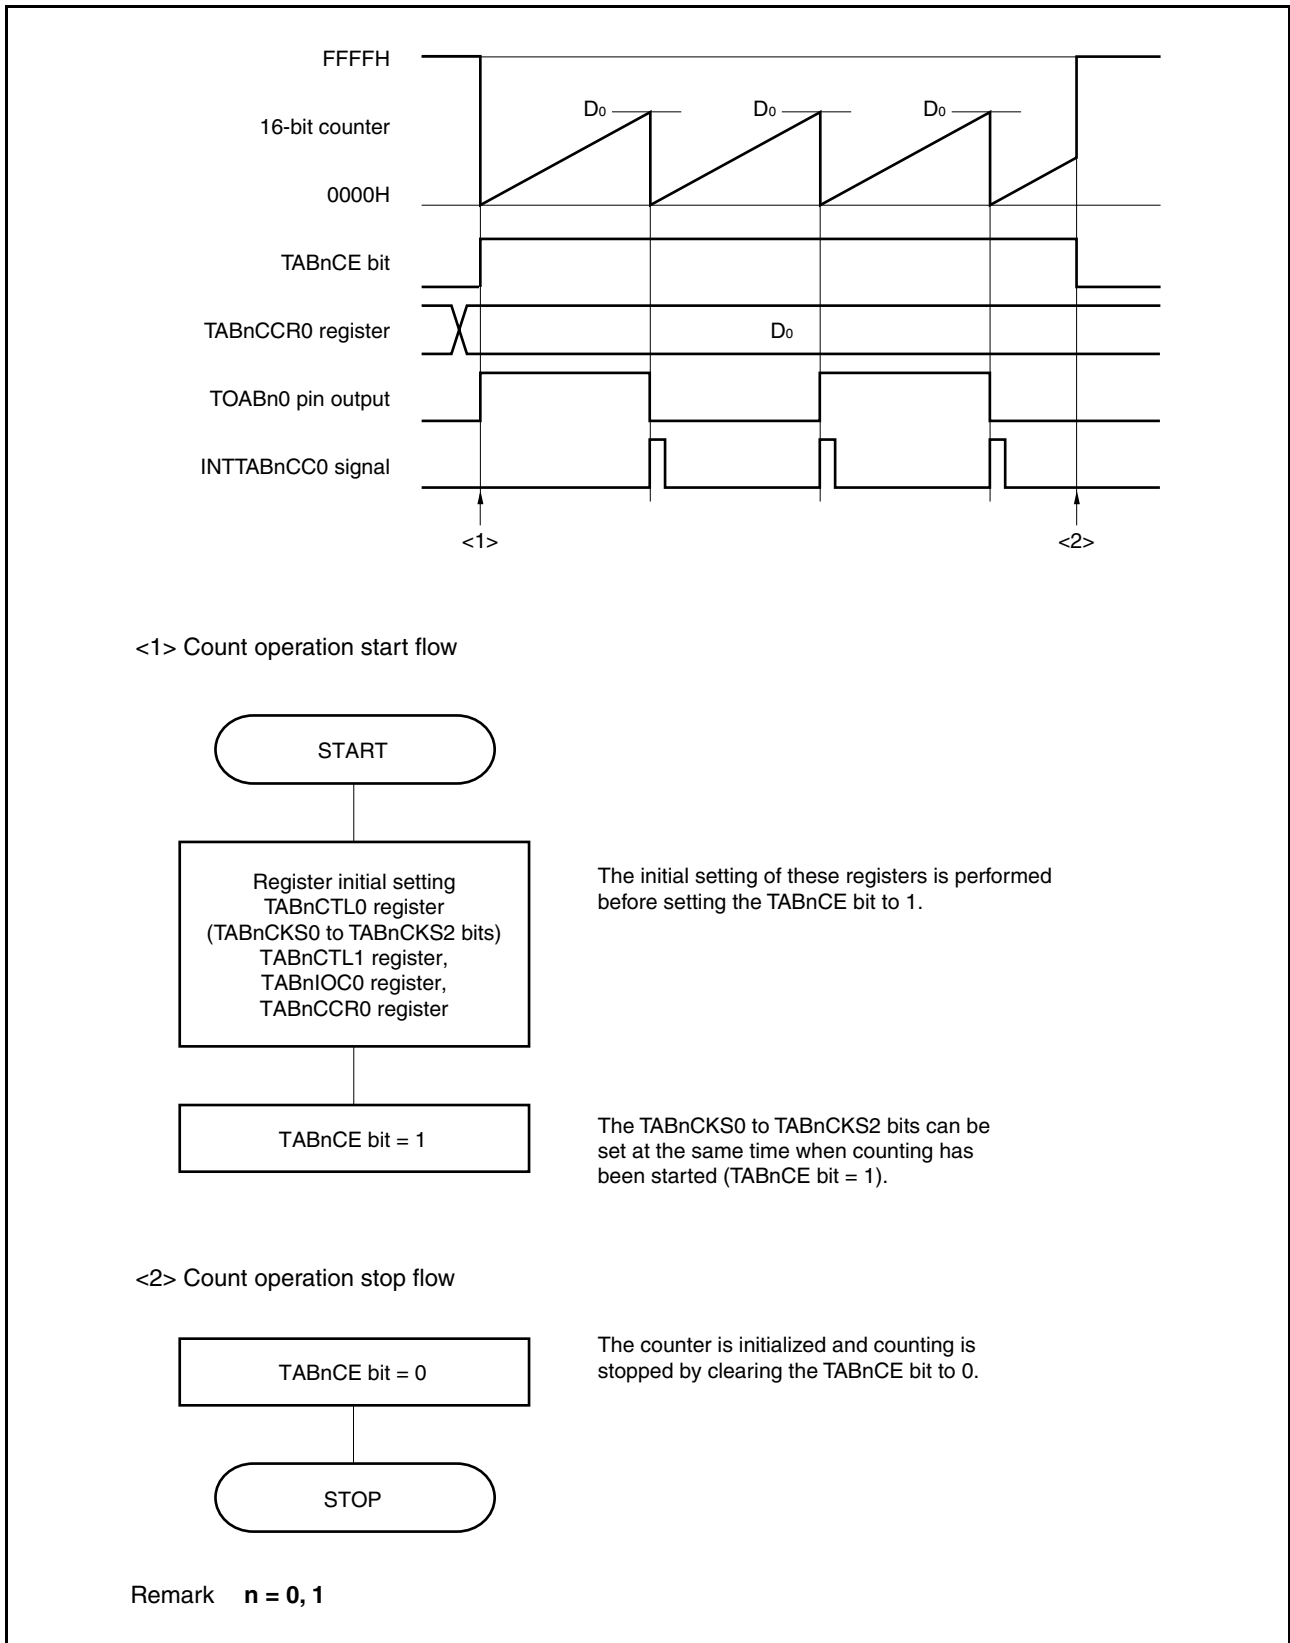 FFFFH
D0 D0 D0
16-bit counter
0000H
TABnCE bit
TABnCCR0 register
D0
TOABn0 pin output
INTTABnCC0 signal
<1> <2>
<1> Count operation start flow
START
Register initial setting
TABnCTL0 register
(TABnCKS0 to TABnCKS2 bits)
TABnCTL1 register,
TABnIOC0 register,
TABnCCR0 register
The initial setting of these registers is performed
before setting the TABnCE bit to 1.
TABnCE bit = 1
The TABnCKS0 to TABnCKS2 bits can be
set at the same time when counting has
been started (TABnCE bit = 1).
<2> Count operation stop flow
TABnCE bit = 0
The counter is initialized and counting is
stopped by clearing the TABnCE bit to 0.
STOP
Remark n = 0, 1